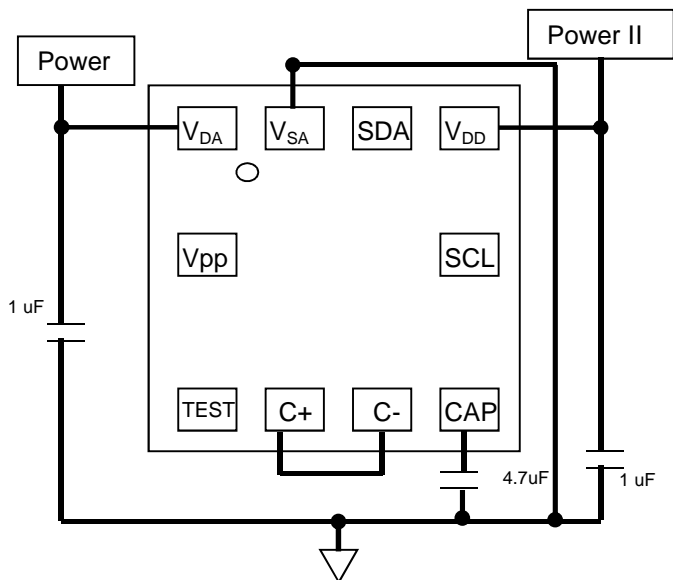 Power
Power II
VDA
VSA
SDA
VDD
Vpp
SCL
1 uF
TEST
C+
C-
CAP
4.7uF
1 uF